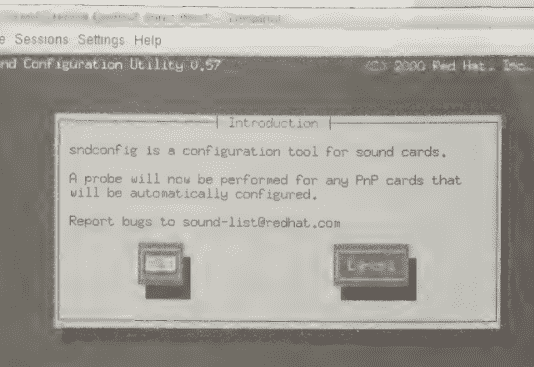 Sessions Settings Help
nd Configuration Utility 0.57
(C) 2000 Red Hat, Inc.
Introduction
sndconfig is a configuration tool for sound cards.
A probe will now be performed for any PnP cards that
will be automatically configured.
Report bugs to sound-list@redhat.com